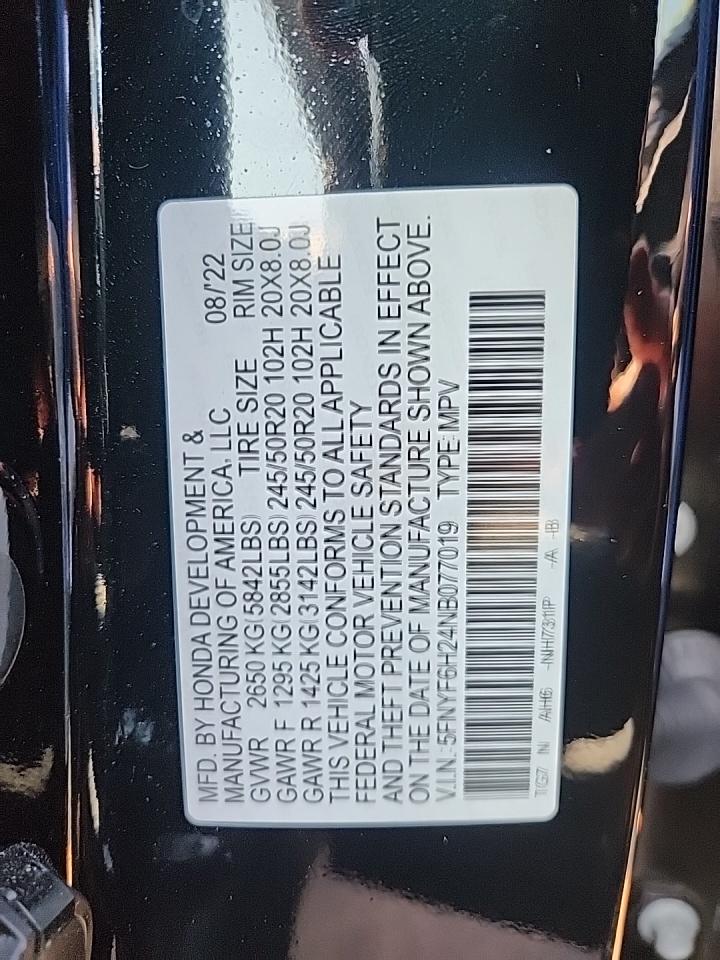 MFD. BY HONDA DEVELOPMENT &
MANUFACTURING OF AMERICA, LLC 08/'22
GVWR 2650 KG(5842LBS) TIRE SIZE RIM SIZE
GAWR F 1295 KG(2855LBS) 245/50R20 102H 20X8.0J
GAWR R 1425 KG(3142LBS) 245/50R20 102H 20X8.0J
THIS VEHICLE CONFORMS TO ALL APPLICABLE
FEDERAL MOTOR VEHICLE SAFETY
AND THEFT PREVENTION STANDARDS IN EFFECT
ON THE DATE OF MANUFACTURE SHOWN ABOVE.
V.I.N.:5FNYF6H24NB077019 TYPE:MPV
TG7 N AH6 -NH731P -A -B